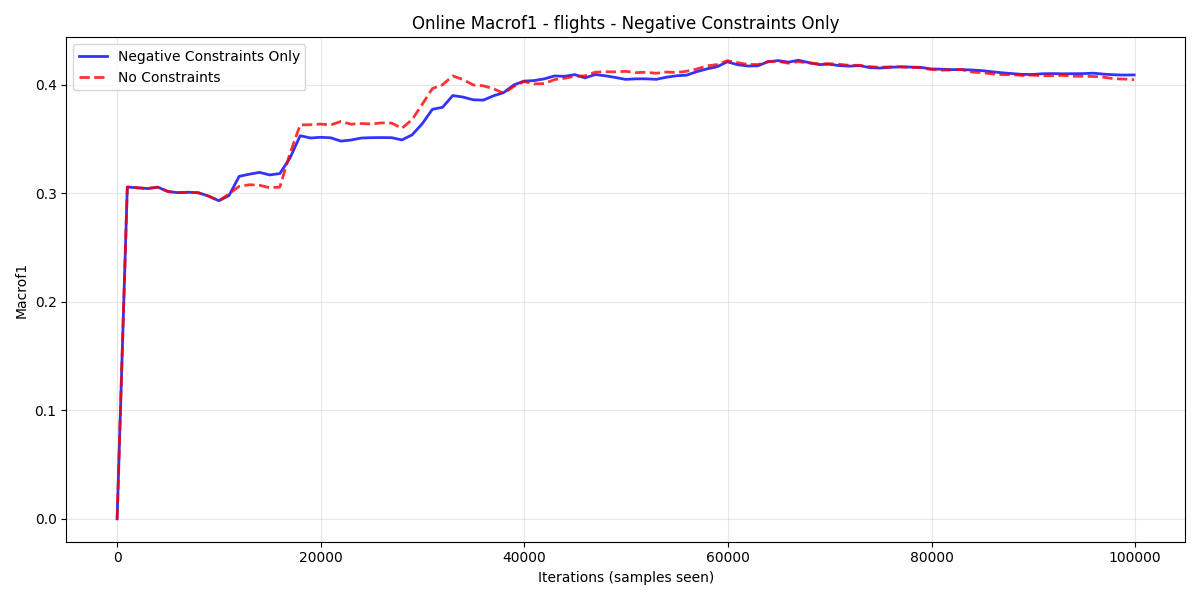 Online Macrof1 - flights - Negative Constraints Only
Negative Constraints Only
No Constraints
Macrof1
0.4
0.3
0.2
0.1
0.0
0
20000
40000
60000
80000
100000
Iterations (samples seen)